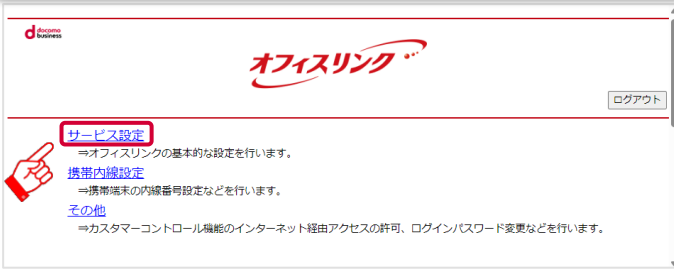 docomo
business
オフィスリンク
ログアウト
サービス設定
⇒オフィスリンクの基本的な設定を行います。
携帯内線設定
⇒携帯端末の内線番号設定などを行います。
その他
⇒カスタマーコントロール機能のインターネット経由アクセスの許可、ログインパスワード変更などを行います。